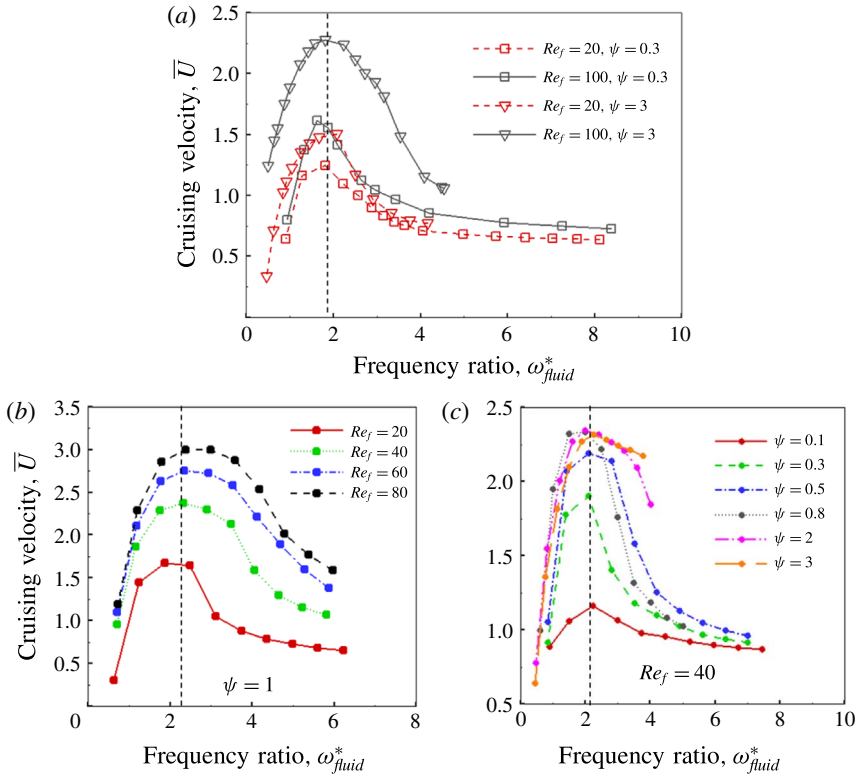 (a)
2.5
2.0
1.5
1.0
0.5
Cruising velocity, U̅
Re_f = 20, ψ = 0.3
Re_f = 100, ψ = 0.3
Re_f = 20, ψ = 3
Re_f = 100, ψ = 3
0 2 4 6 8 10
Frequency ratio, ω*_fluid
(b)
3.5
3.0
2.5
2.0
1.5
1.0
0.5
Cruising velocity, U̅
Re_f = 20
Re_f = 40
Re_f = 60
Re_f = 80
ψ = 1
0 2 4 6 8
Frequency ratio, ω*_fluid
(c)
2.5
2.0
1.5
1.0
0.5
ψ = 0.1
ψ = 0.3
ψ = 0.5
ψ = 0.8
ψ = 2
ψ = 3
Re_f = 40
0 2 4 6 8 10
Frequency ratio, ω*_fluid